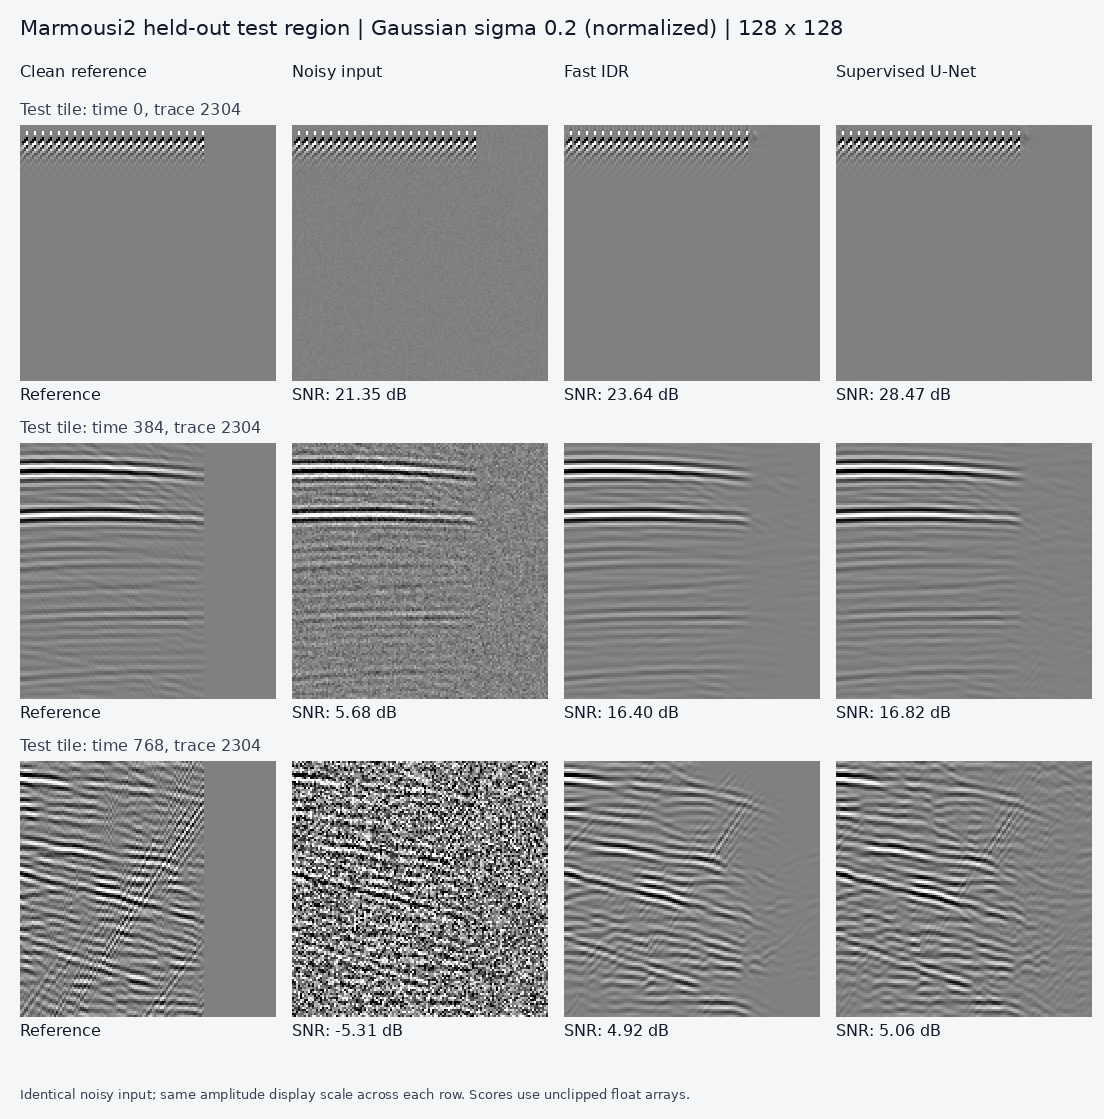 Marmousi2 held-out test region | Gaussian sigma 0.2 (normalized) | 128 x 128
Clean reference Noisy input Fast IDR Supervised U-Net
Test tile: time 0, trace 2304
Reference SNR: 21.35 dB SNR: 23.64 dB SNR: 28.47 dB
Test tile: time 384, trace 2304
Reference SNR: 5.68 dB SNR: 16.40 dB SNR: 16.82 dB
Test tile: time 768, trace 2304
Reference SNR: -5.31 dB SNR: 4.92 dB SNR: 5.06 dB
Identical noisy input; same amplitude display scale across each row. Scores use unclipped float arrays.